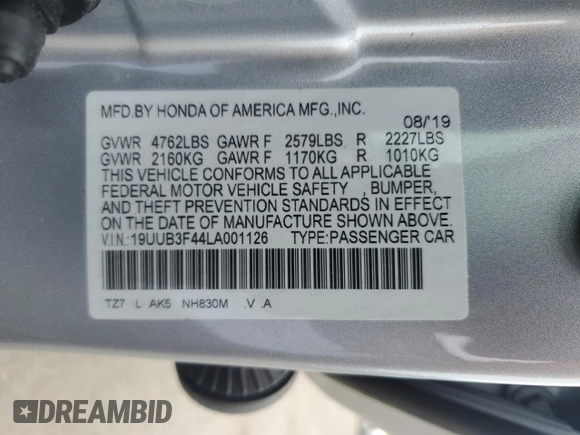 MFD.BY HONDA OF AMERICA MFG.,INC.
08/'19
GVWR 4762LBS GAWR F 2579LBS R 2227LBS
GVWR 2160KG GAWR F 1170KG R 1010KG
THIS VEHICLE CONFORMS TO ALL APPLICABLE
FEDERAL MOTOR VEHICLE SAFETY , BUMPER,
AND THEFT PREVENTION STANDARDS IN EFFECT
ON THE DATE OF MANUFACTURE SHOWN ABOVE.
V.I.N.:19UUB3F44LA001126 TYPE:PASSENGER CAR
TZ7 L AK5 NH830M .V .A
DREAMBID